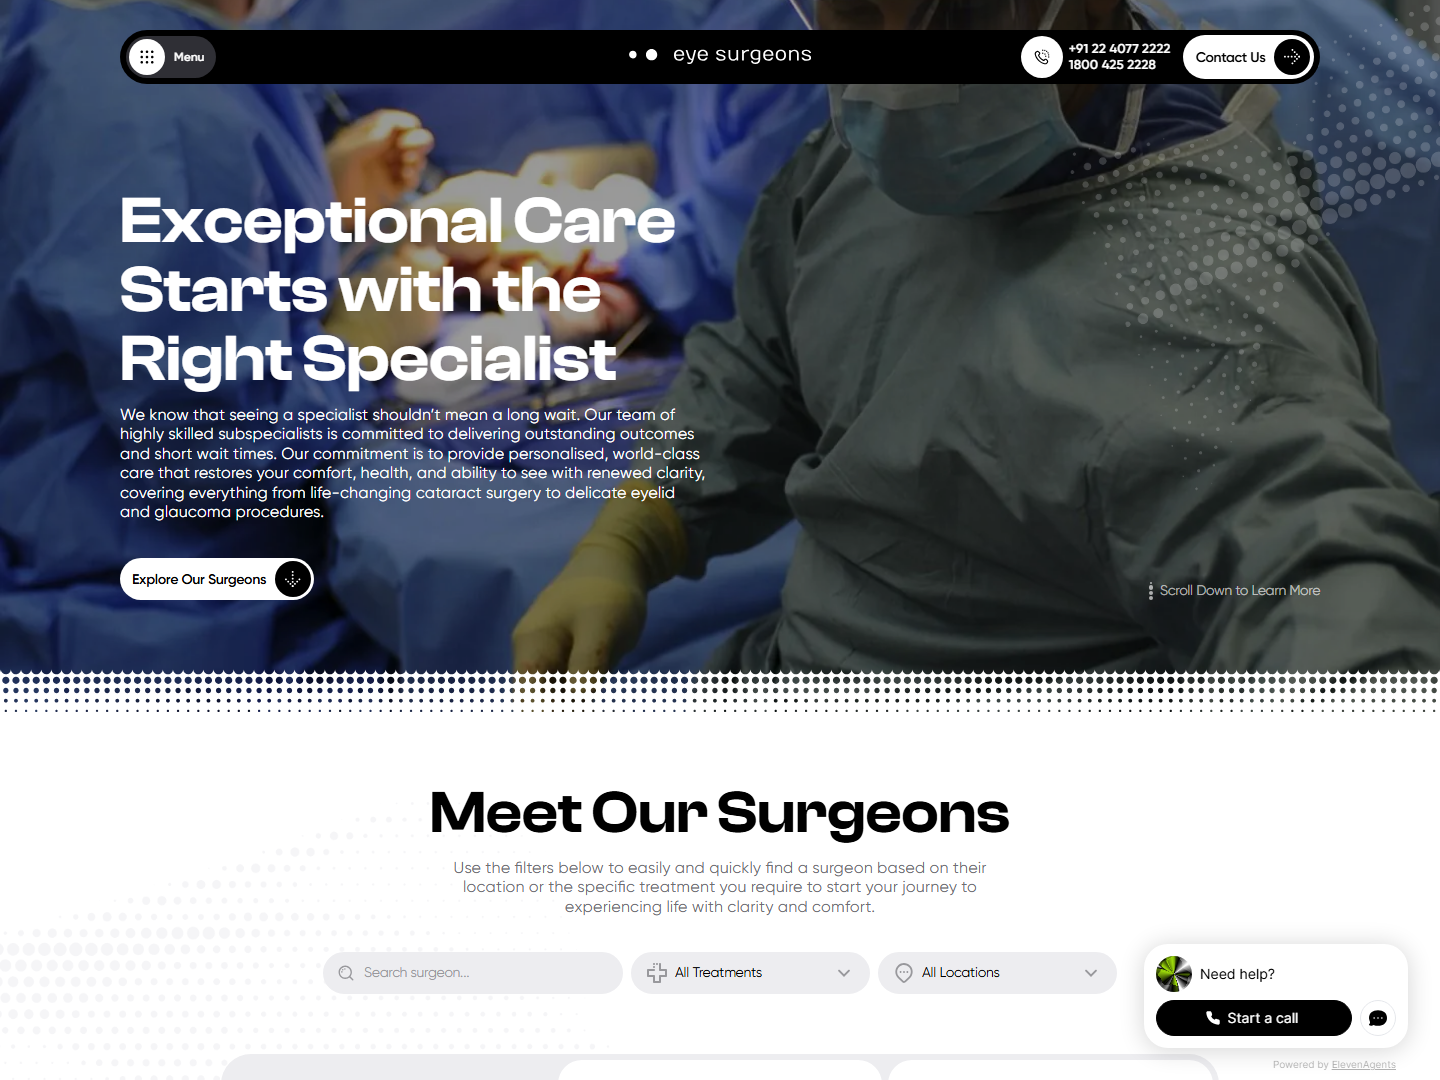 Menu
eye surgeons
+91 22 4077 2222
1800 425 2228
Contact Us
Exceptional Care
Starts with the
Right Specialist
We know that seeing a specialist shouldn't mean a long wait. Our team of
highly skilled subspecialists is committed to delivering outstanding outcomes
and short wait times. Our commitment is to provide personalised, world-class
care that restores your comfort, health, and ability to see with renewed clarity,
covering everything from life-changing cataract surgery to delicate eyelid
and glaucoma procedures.
Explore Our Surgeons
Scroll Down to Learn More
Meet Our Surgeons
Use the filters below to easily and quickly find a surgeon based on their
location or the specific treatment you require to start your journey to
experiencing life with clarity and comfort.
Search surgeon...
All Treatments
All Locations
Need help?
Start a call
Powered by ElevenAgents